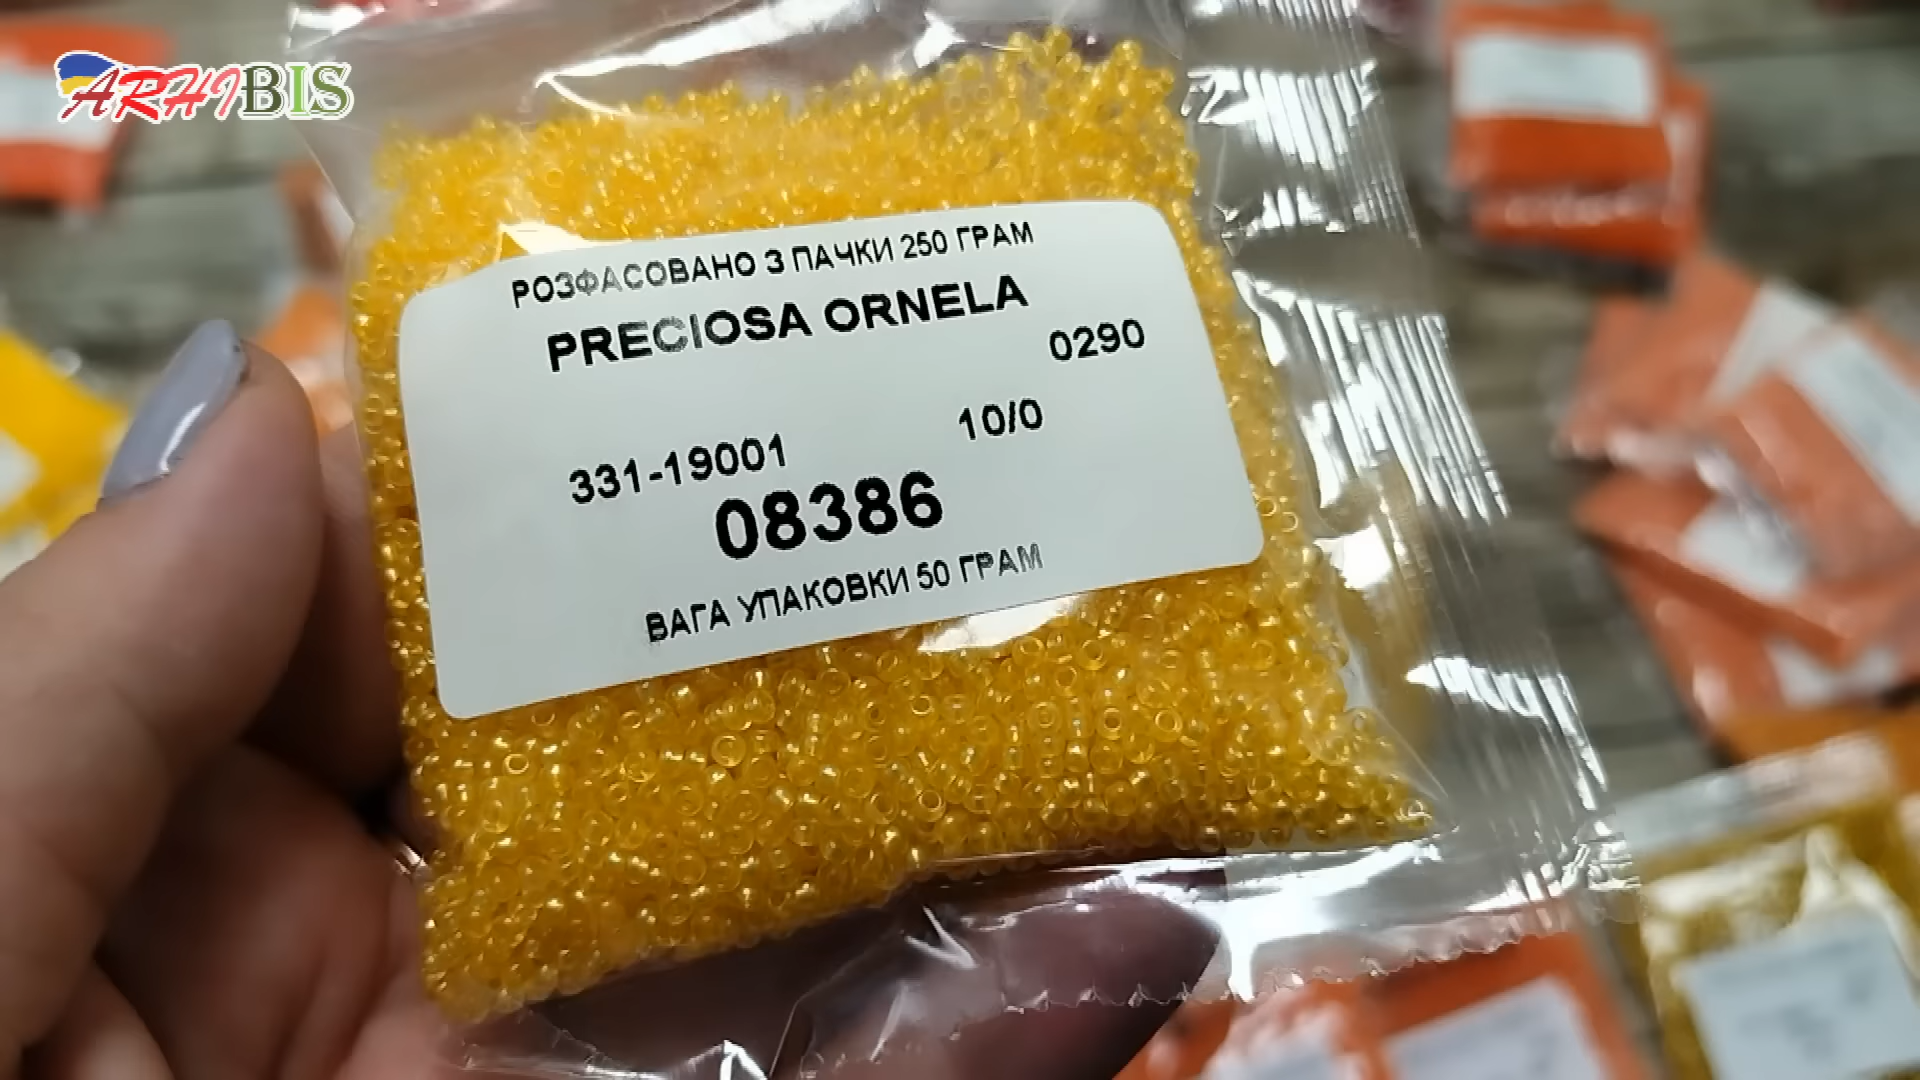 ARHIBIS
РОЗФАСОВАНО З ПАЧКИ 250 ГРАМ
PRECIOSA ORNELA
0290
331-19001 10/0
08386
ВАГА УПАКОВКИ 50 ГРАМ